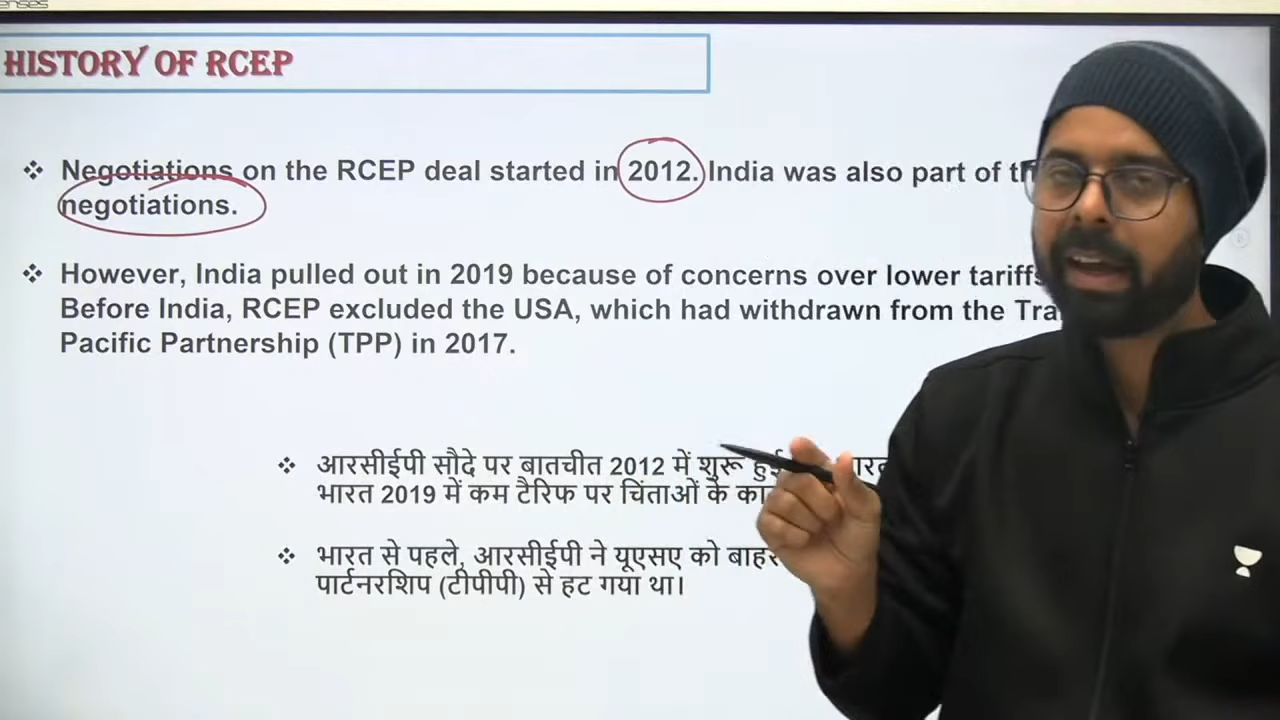 HISTORY OF RCEP
❖ Negotiations on the RCEP deal started in 2012. India was also part of
negotiations.
❖ However, India pulled out in 2019 because of concerns over lower tariffs
Before India, RCEP excluded the USA, which had withdrawn from the
Pacific Partnership (TPP) in 2017.
❖ आरसीईपी सौदे पर बातचीत 2012 में शुरू हुई
भारत 2019 में कम टैरिफ पर चिंताओं के
❖ भारत से पहले, आरसीईपी ने यूएसए को बाहर
पार्टनरशिप (टीपीपी) से हट गया था।